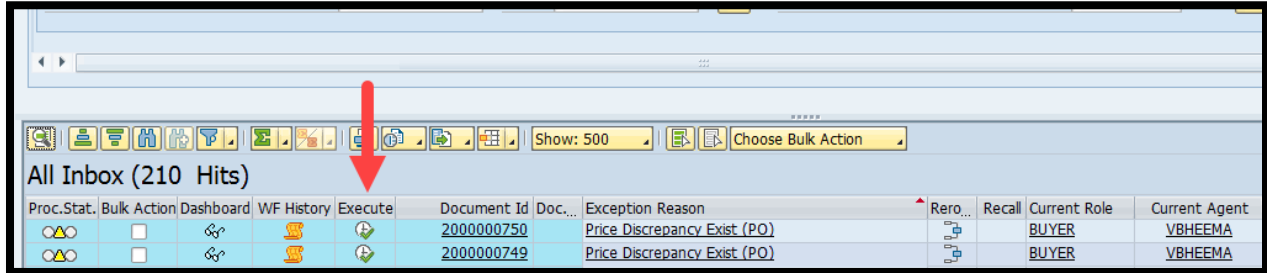 Show: 500 Choose Bulk Action
All Inbox (210 Hits)
Proc.Stat. Bulk Action Dashboard WF History Execute Document Id Doc... Exception Reason Rero... Recall Current Role Current Agent
2000000750 Price Discrepancy Exist (PO) BUYER VBHEEMA
2000000749 Price Discrepancy Exist (PO) BUYER VBHEEMA